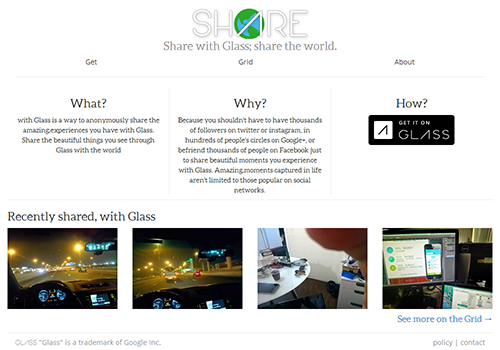 SHARE
Share with Glass; share the world.
Get Grid About
What?
with Glass is a way to anonymously share the
amazing,experiences you have with Glass.
Share the beautiful things you see through
Glass with the world
Why?
Because you shouldn't have to have thousands
of followers on twitter or instagram, in
hundreds of people's circles on Google+, or
befriend thousands of people on Facebook just
to share beautiful moments you experience
with Glass. Amazing,moments captured in life
aren't limited to those popular on social
networks.
How?
GET IT ON
GLASS
Recently shared, with Glass
See more on the Grid →
GLASS "Glass" is a trademark of Google Inc.
policy | contact